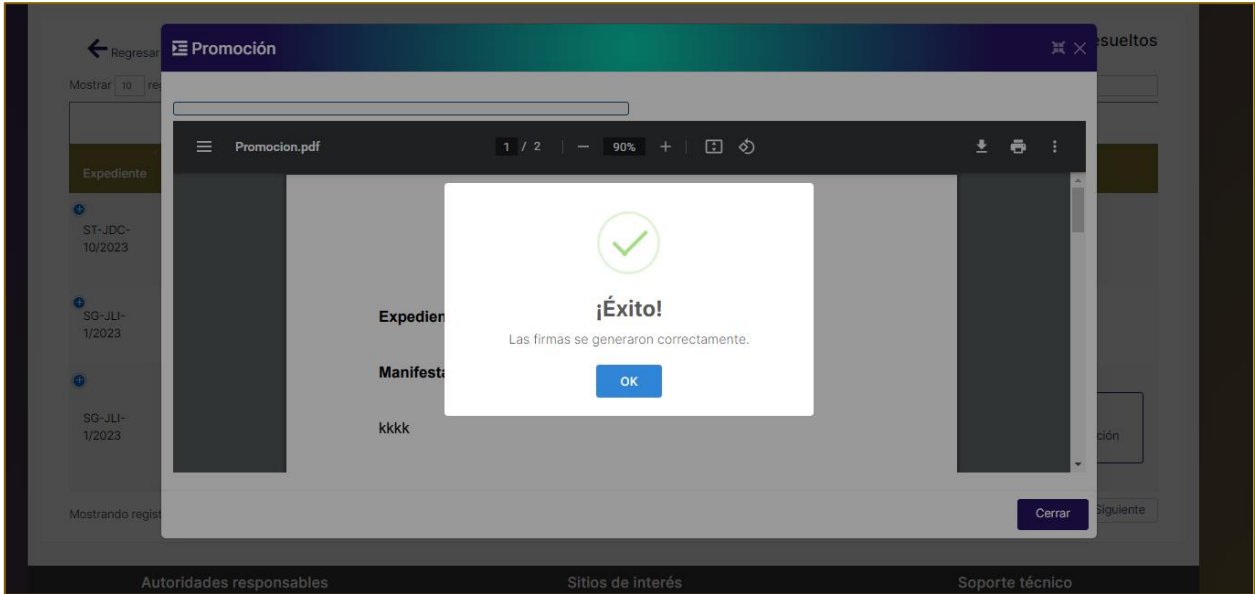 Regresar
Promoción
esueltos
Mostrar 10 re
Promocion.pdf 1 / 2 90%
Expediente
ST-JDC-
10/2023
¡Éxito!
Expedien
SG-JLI-
1/2023
Las firmas se generaron correctamente.
Manifesta
OK
SG-JLI-
1/2023
kkkk
ción
Mostrando regist
Cerrar
Siguiente
Autoridades responsables Sitios de interés Soporte técnico